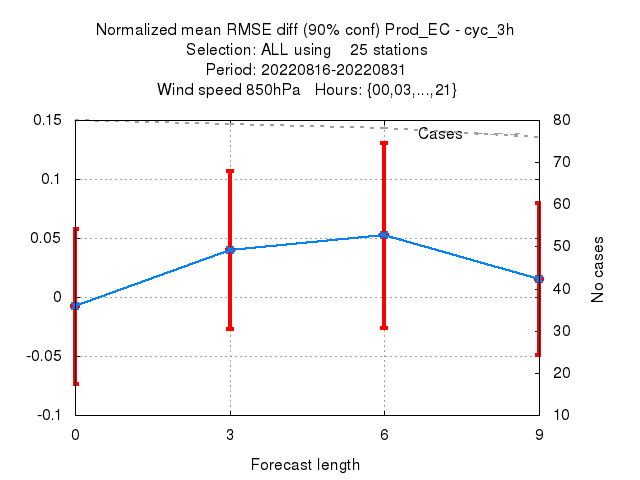 Normalized mean RMSE diff (90% conf) Prod_EC - cyc_3h
Selection: ALL using    25 stations
Period: 20220816-20220831
Wind speed 850hPa   Hours: {00,03,...,21}
0.15
0.1
0.05
0
-0.05
-0.1
80
70
60
50
40
30
20
10
Cases
No cases
0 3 6 9
Forecast length